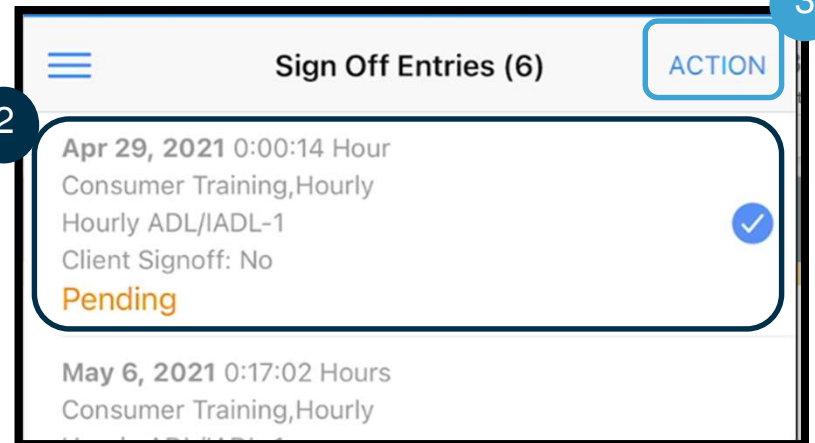 3
Sign Off Entries (6)
ACTION
2
Apr 29, 2021 0:00:14 Hour
Consumer Training,Hourly
Hourly ADL/IADL-1
Client Signoff: No
Pending
May 6, 2021 0:17:02 Hours
Consumer Training,Hourly